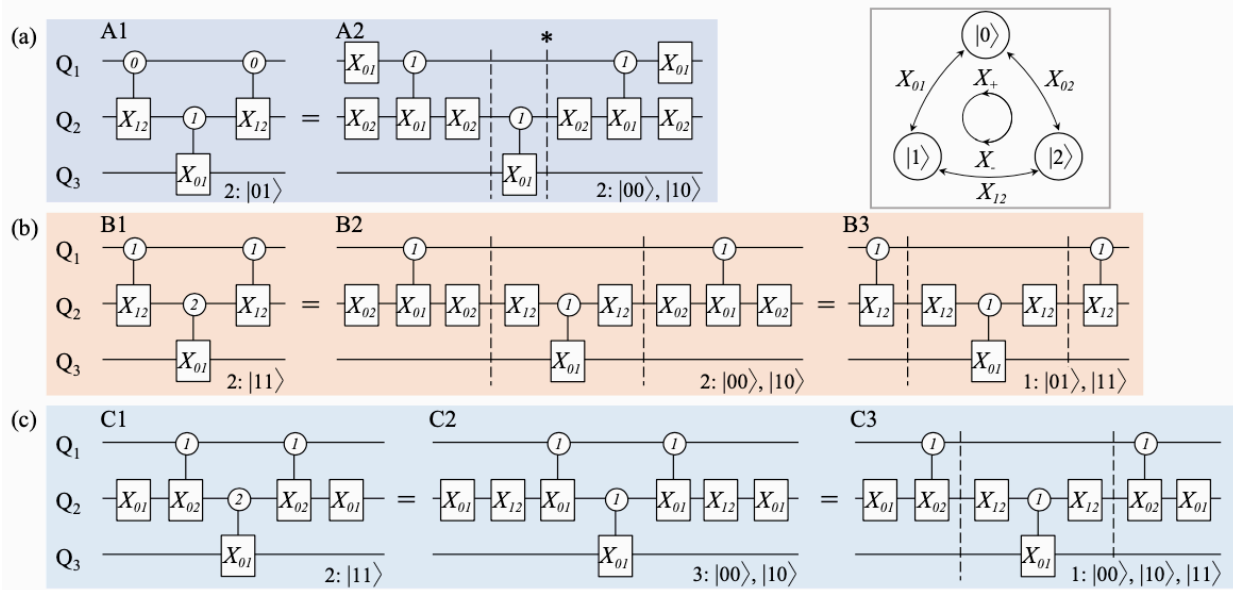 (a) A1 A2 *
Q₁ 0 0 X₀₁ 1 1 X₀₁
Q₂ X₁₂ 1 X₁₂ = X₀₂ X₀₁ X₀₂ 1 X₀₂ X₀₁ X₀₂
Q₃ X₀₁ X₀₁
2: |01⟩ 2: |00⟩, |10⟩
|0⟩
X₀₁ X₊ X₀₂
|1⟩ X₋ |2⟩
X₁₂
(b) B1 B2 B3
Q₁ 1 1 1 1 1 1
Q₂ X₁₂ 2 X₁₂ = X₀₂ X₀₁ X₀₂ X₁₂ 1 X₁₂ X₀₂ X₀₁ X₀₂ = X₁₂ X₁₂ 1 X₁₂ X₁₂
Q₃ X₀₁ X₀₁ X₀₁
2: |11⟩ 2: |00⟩, |10⟩ 1: |01⟩, |11⟩
(c) C1 C2 C3
Q₁ 1 1 1 1 1 1
Q₂ X₀₁ X₀₂ 2 X₀₂ X₀₁ = X₀₁ X₁₂ X₀₁ 1 X₀₁ X₁₂ X₀₁ = X₀₁ X₀₂ X₁₂ 1 X₁₂ X₀₂ X₀₁
Q₃ X₀₁ X₀₁ X₀₁
2: |11⟩ 3: |00⟩, |10⟩ 1: |00⟩, |10⟩, |11⟩